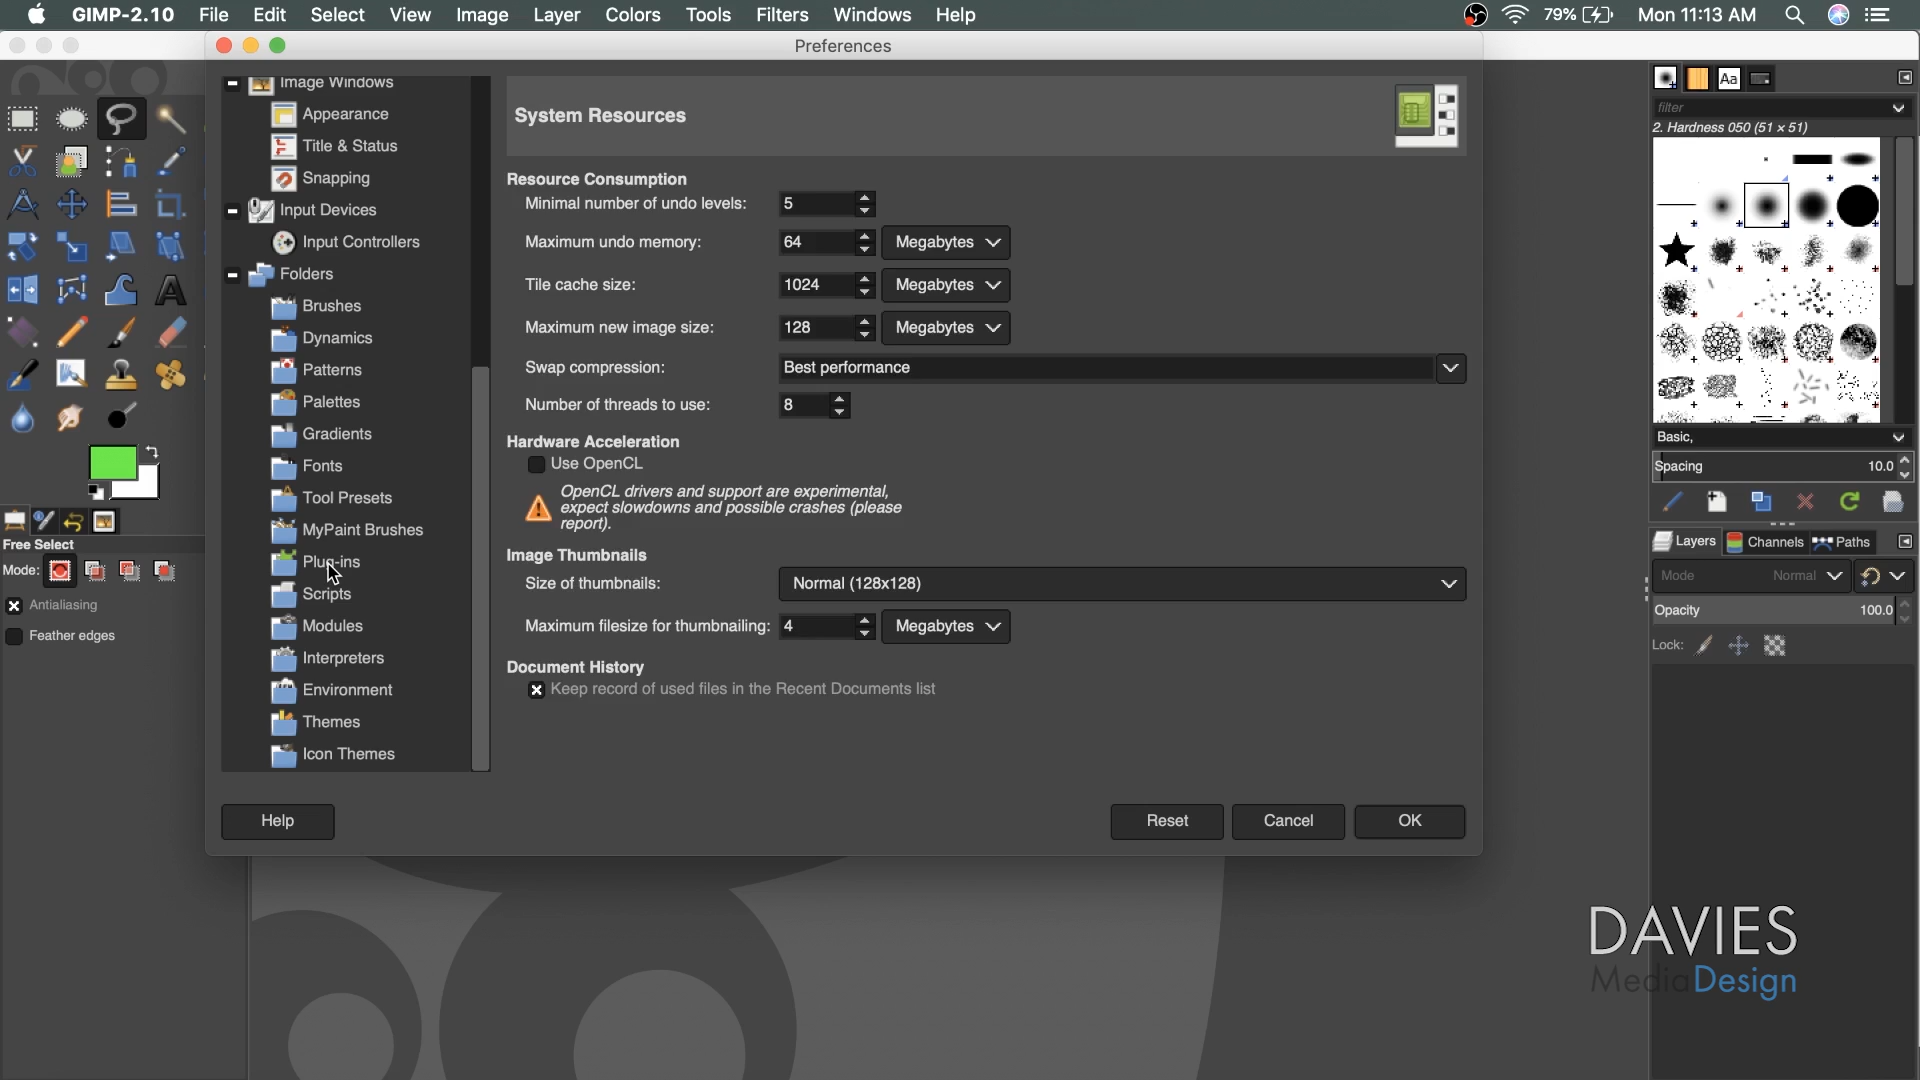 GIMP-2.10 File Edit Select View Image Layer Colors Tools Filters Windows Help 79% Mon 11:13 AM
Preferences
Image Windows
Appearance
Title & Status
Snapping
Input Devices
Input Controllers
Folders
Brushes
Dynamics
Patterns
Palettes
Gradients
Fonts
Tool Presets
MyPaint Brushes
Plug-ins
Scripts
Modules
Interpreters
Environment
Themes
Icon Themes
System Resources
Resource Consumption
Minimal number of undo levels: 5
Maximum undo memory: 64 Megabytes
Tile cache size: 1024 Megabytes
Maximum new image size: 128 Megabytes
Swap compression: Best performance
Number of threads to use: 8
Hardware Acceleration
Use OpenCL
OpenCL drivers and support are experimental,
expect slowdowns and possible crashes (please
report).
Image Thumbnails
Size of thumbnails: Normal (128x128)
Maximum filesize for thumbnailing: 4 Megabytes
Document History
Keep record of used files in the Recent Documents list
Help Reset Cancel OK
Free Select
Mode:
Antialiasing
Feather edges
Aa
filter
2. Hardness 050 (51 × 51)
Basic,
Spacing 10.0
Layers Channels Paths
Mode Normal
Opacity 100.0
Lock:
DAVIES
MediaDesign